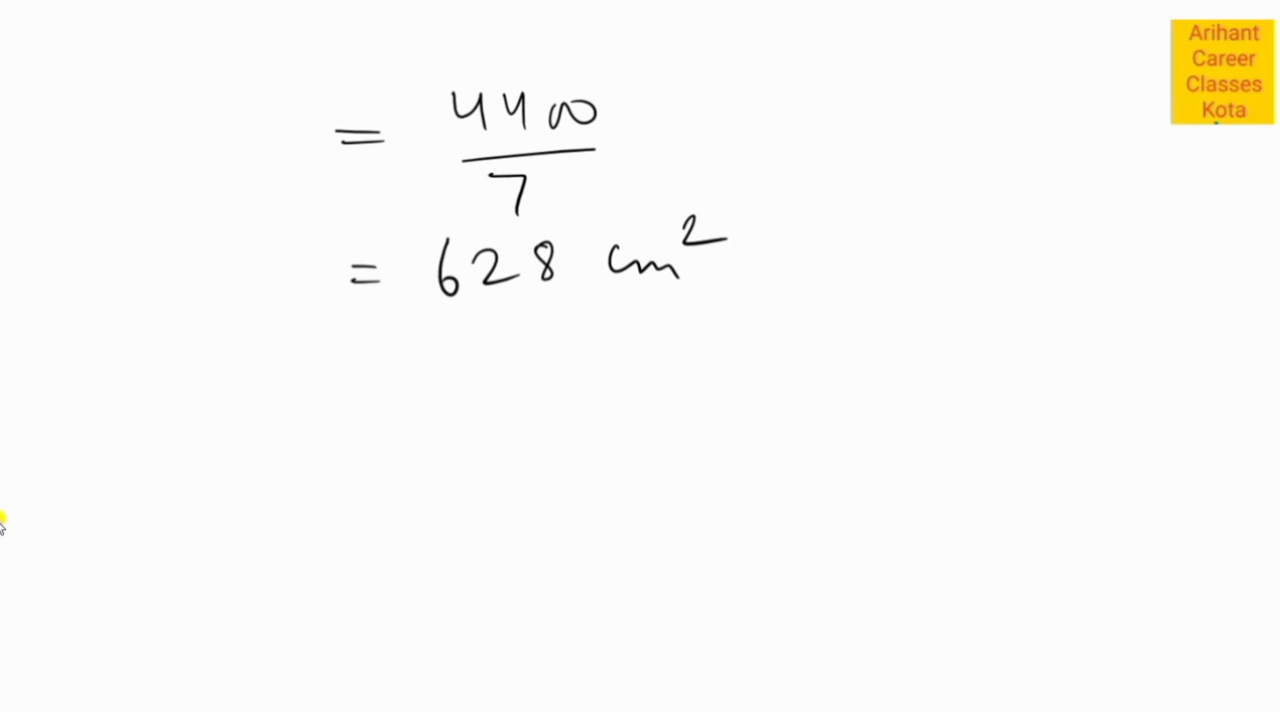 = 4400
7
= 628 cm²
Arihant
Career
Classes
Kota